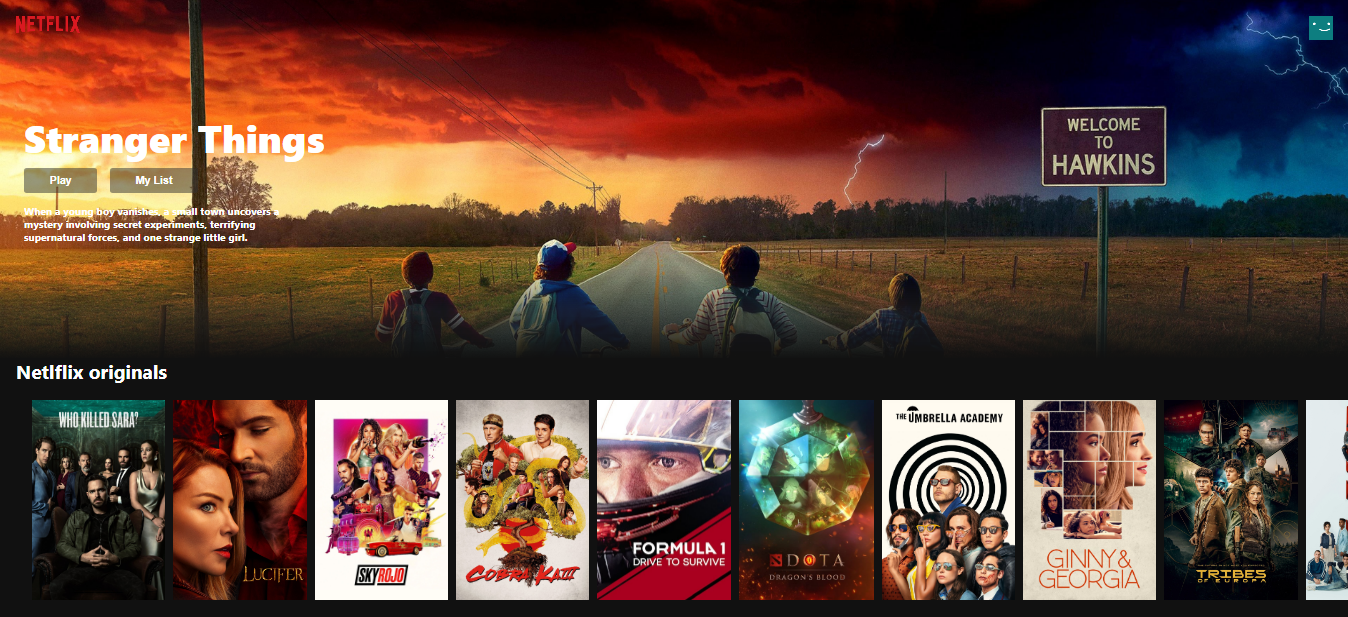 NETFLIX
WELCOME
TO
HAWKINS
Stranger Things
Play
My List
When a young boy vanishes, a small town uncovers a
mystery involving secret experiments, terrifying
supernatural forces, and one strange little girl.
Netlflix originals
WHO KILLED SARA?
LUCIFER
SKYROJO
COBRA KAI
FORMULA 1
DRIVE TO SURVIVE
DOTA
DRAGON'S BLOOD
THE UMBRELLA ACADEMY
GINNY&
GEORGIA
TRIBES
OF EUROPA